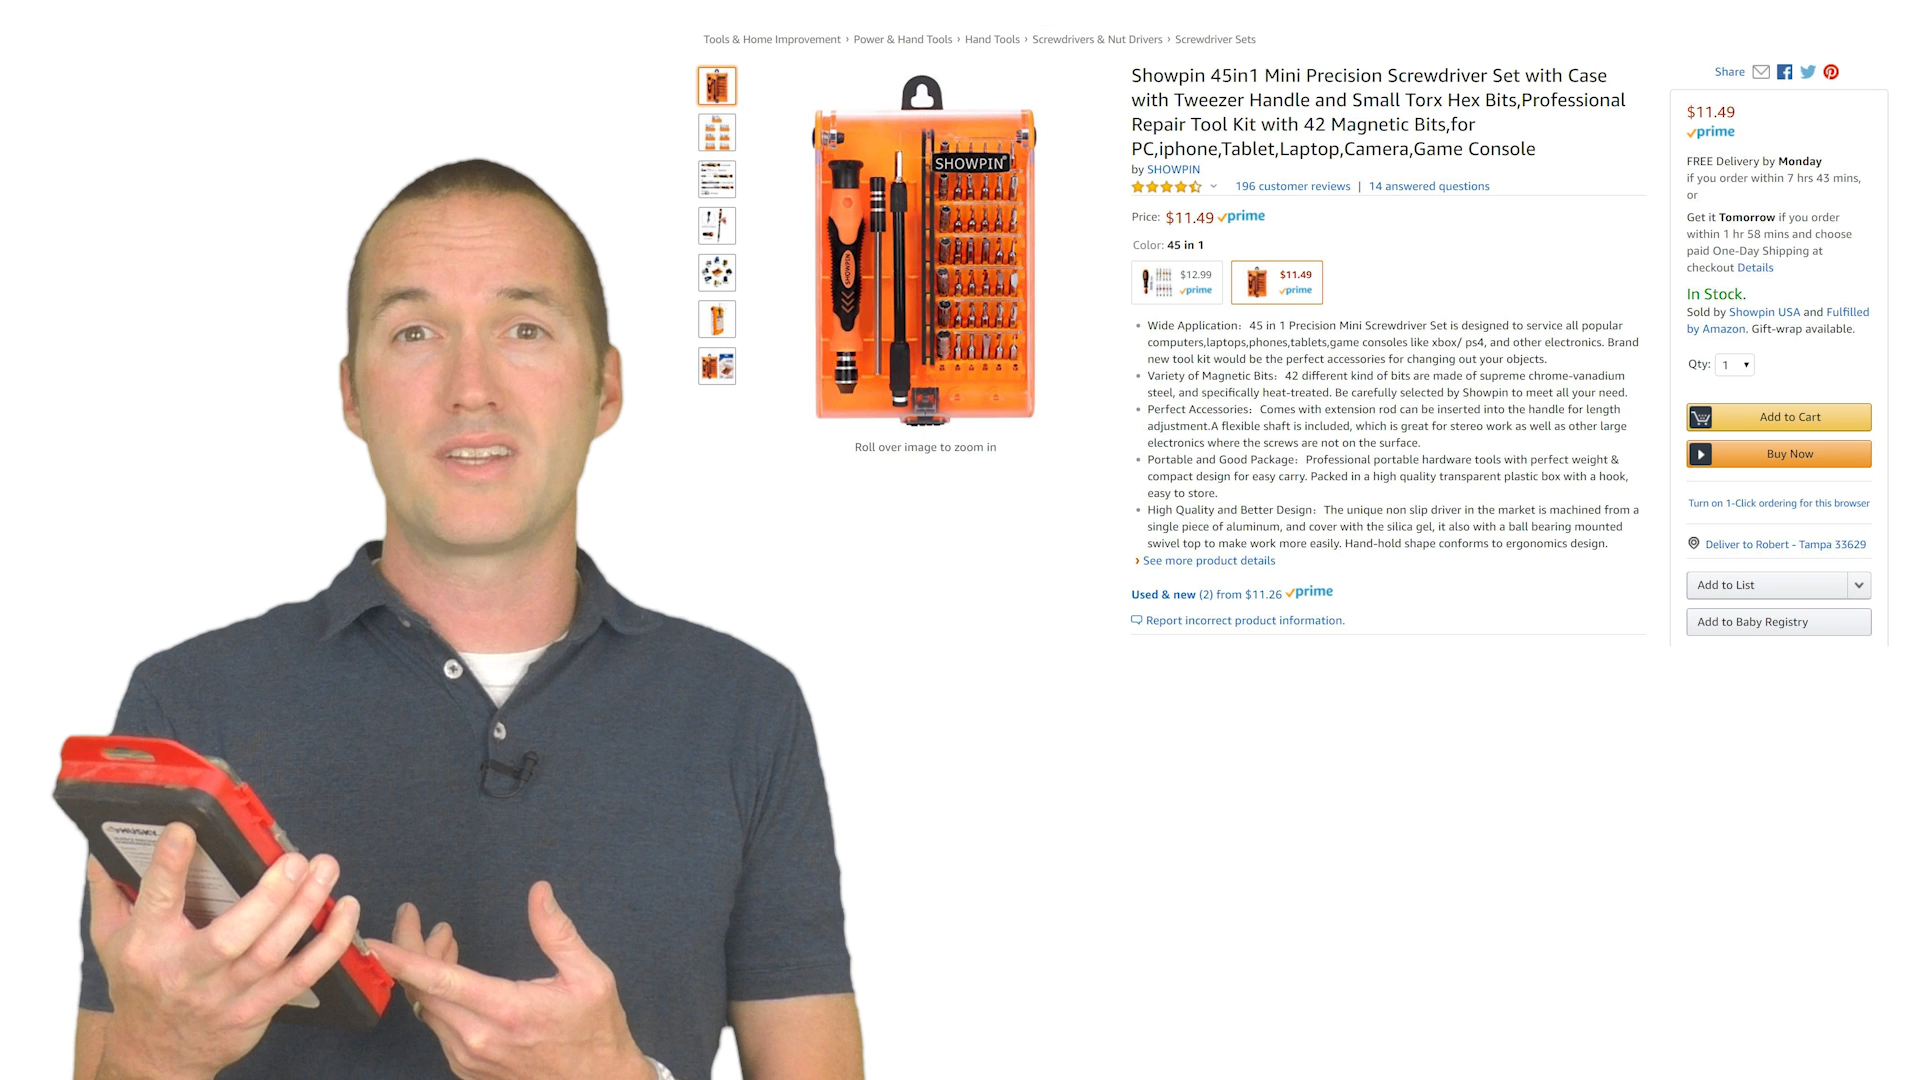 Tools & Home Improvement › Power & Hand Tools › Hand Tools › Screwdrivers & Nut Drivers › Screwdriver Sets
Showpin 45in1 Mini Precision Screwdriver Set with Case
with Tweezer Handle and Small Torx Hex Bits,Professional
Repair Tool Kit with 42 Magnetic Bits,for
PC,iphone,Tablet,Laptop,Camera,Game Console
by SHOWPIN
196 customer reviews | 14 answered questions
Price: $11.49 prime
Color: 45 in 1
$12.99 prime
$11.49 prime
• Wide Application：45 in 1 Precision Mini Screwdriver Set is designed to service all popular
computers,laptops,phones,tablets,game consoles like xbox/ ps4, and other electronics. Brand
new tool kit would be the perfect accessories for changing out your objects.
• Variety of Magnetic Bits：42 different kind of bits are made of supreme chrome-vanadium
steel, and specifically heat-treated. Be carefully selected by Showpin to meet all your need.
• Perfect Accessories：Comes with extension rod can be inserted into the handle for length
adjustment.A flexible shaft is included, which is great for stereo work as well as other large
electronics where the screws are not on the surface.
• Portable and Good Package：Professional portable hardware tools with perfect weight &
compact design for easy carry. Packed in a high quality transparent plastic box with a hook,
easy to store.
• High Quality and Better Design：The unique non slip driver in the market is machined from a
single piece of aluminum, and cover with the silica gel, it also with a ball bearing mounted
swivel top to make work more easily. Hand-hold shape conforms to ergonomics design.
› See more product details
Used & new (2) from $11.26 prime
Report incorrect product information.
SHOWPIN
SHOWPIN
Roll over image to zoom in
Share
$11.49
prime
FREE Delivery by Monday
if you order within 7 hrs 43 mins,
or
Get it Tomorrow if you order
within 1 hr 58 mins and choose
paid One-Day Shipping at
checkout Details
In Stock.
Sold by Showpin USA and Fulfilled
by Amazon. Gift-wrap available.
Qty: 1
Add to Cart
Buy Now
Turn on 1-Click ordering for this browser
Deliver to Robert - Tampa 33629
Add to List
Add to Baby Registry
HUSKY